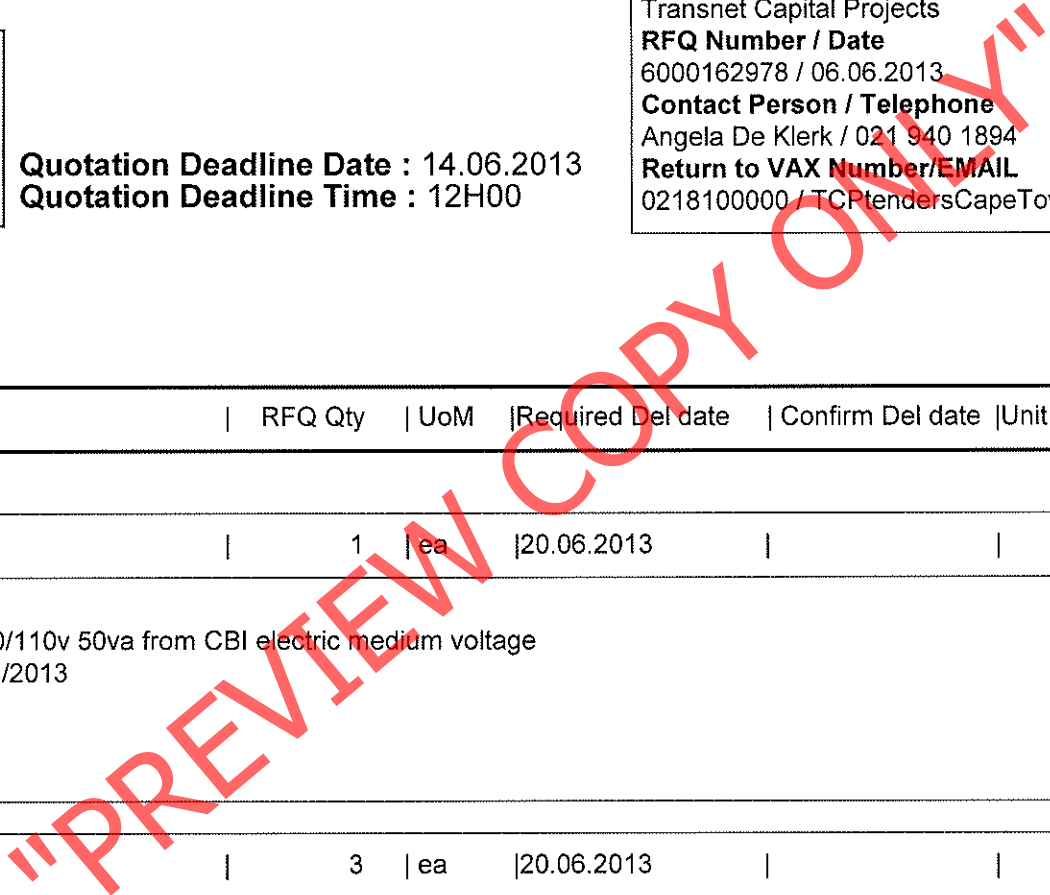 Transnet Capital Projects
RFQ Number / Date
6000162978 / 06.06.2013
Contact Person / Telephone
Angela De Klerk / 021 940 1894
Return to VAX Number/EMAIL
0218100000 / TCPtendersCapeTo
Quotation Deadline Date : 14.06.2013
Quotation Deadline Time : 12H00
| RFQ Qty | UoM |Required Del date | Confirm Del date |Unit
| 1 | ea |20.06.2013 | |
0/110v 50va from CBI electric medium voltage
/2013
| 3 | ea |20.06.2013 | |
"PREVIEW COPY ONLY"